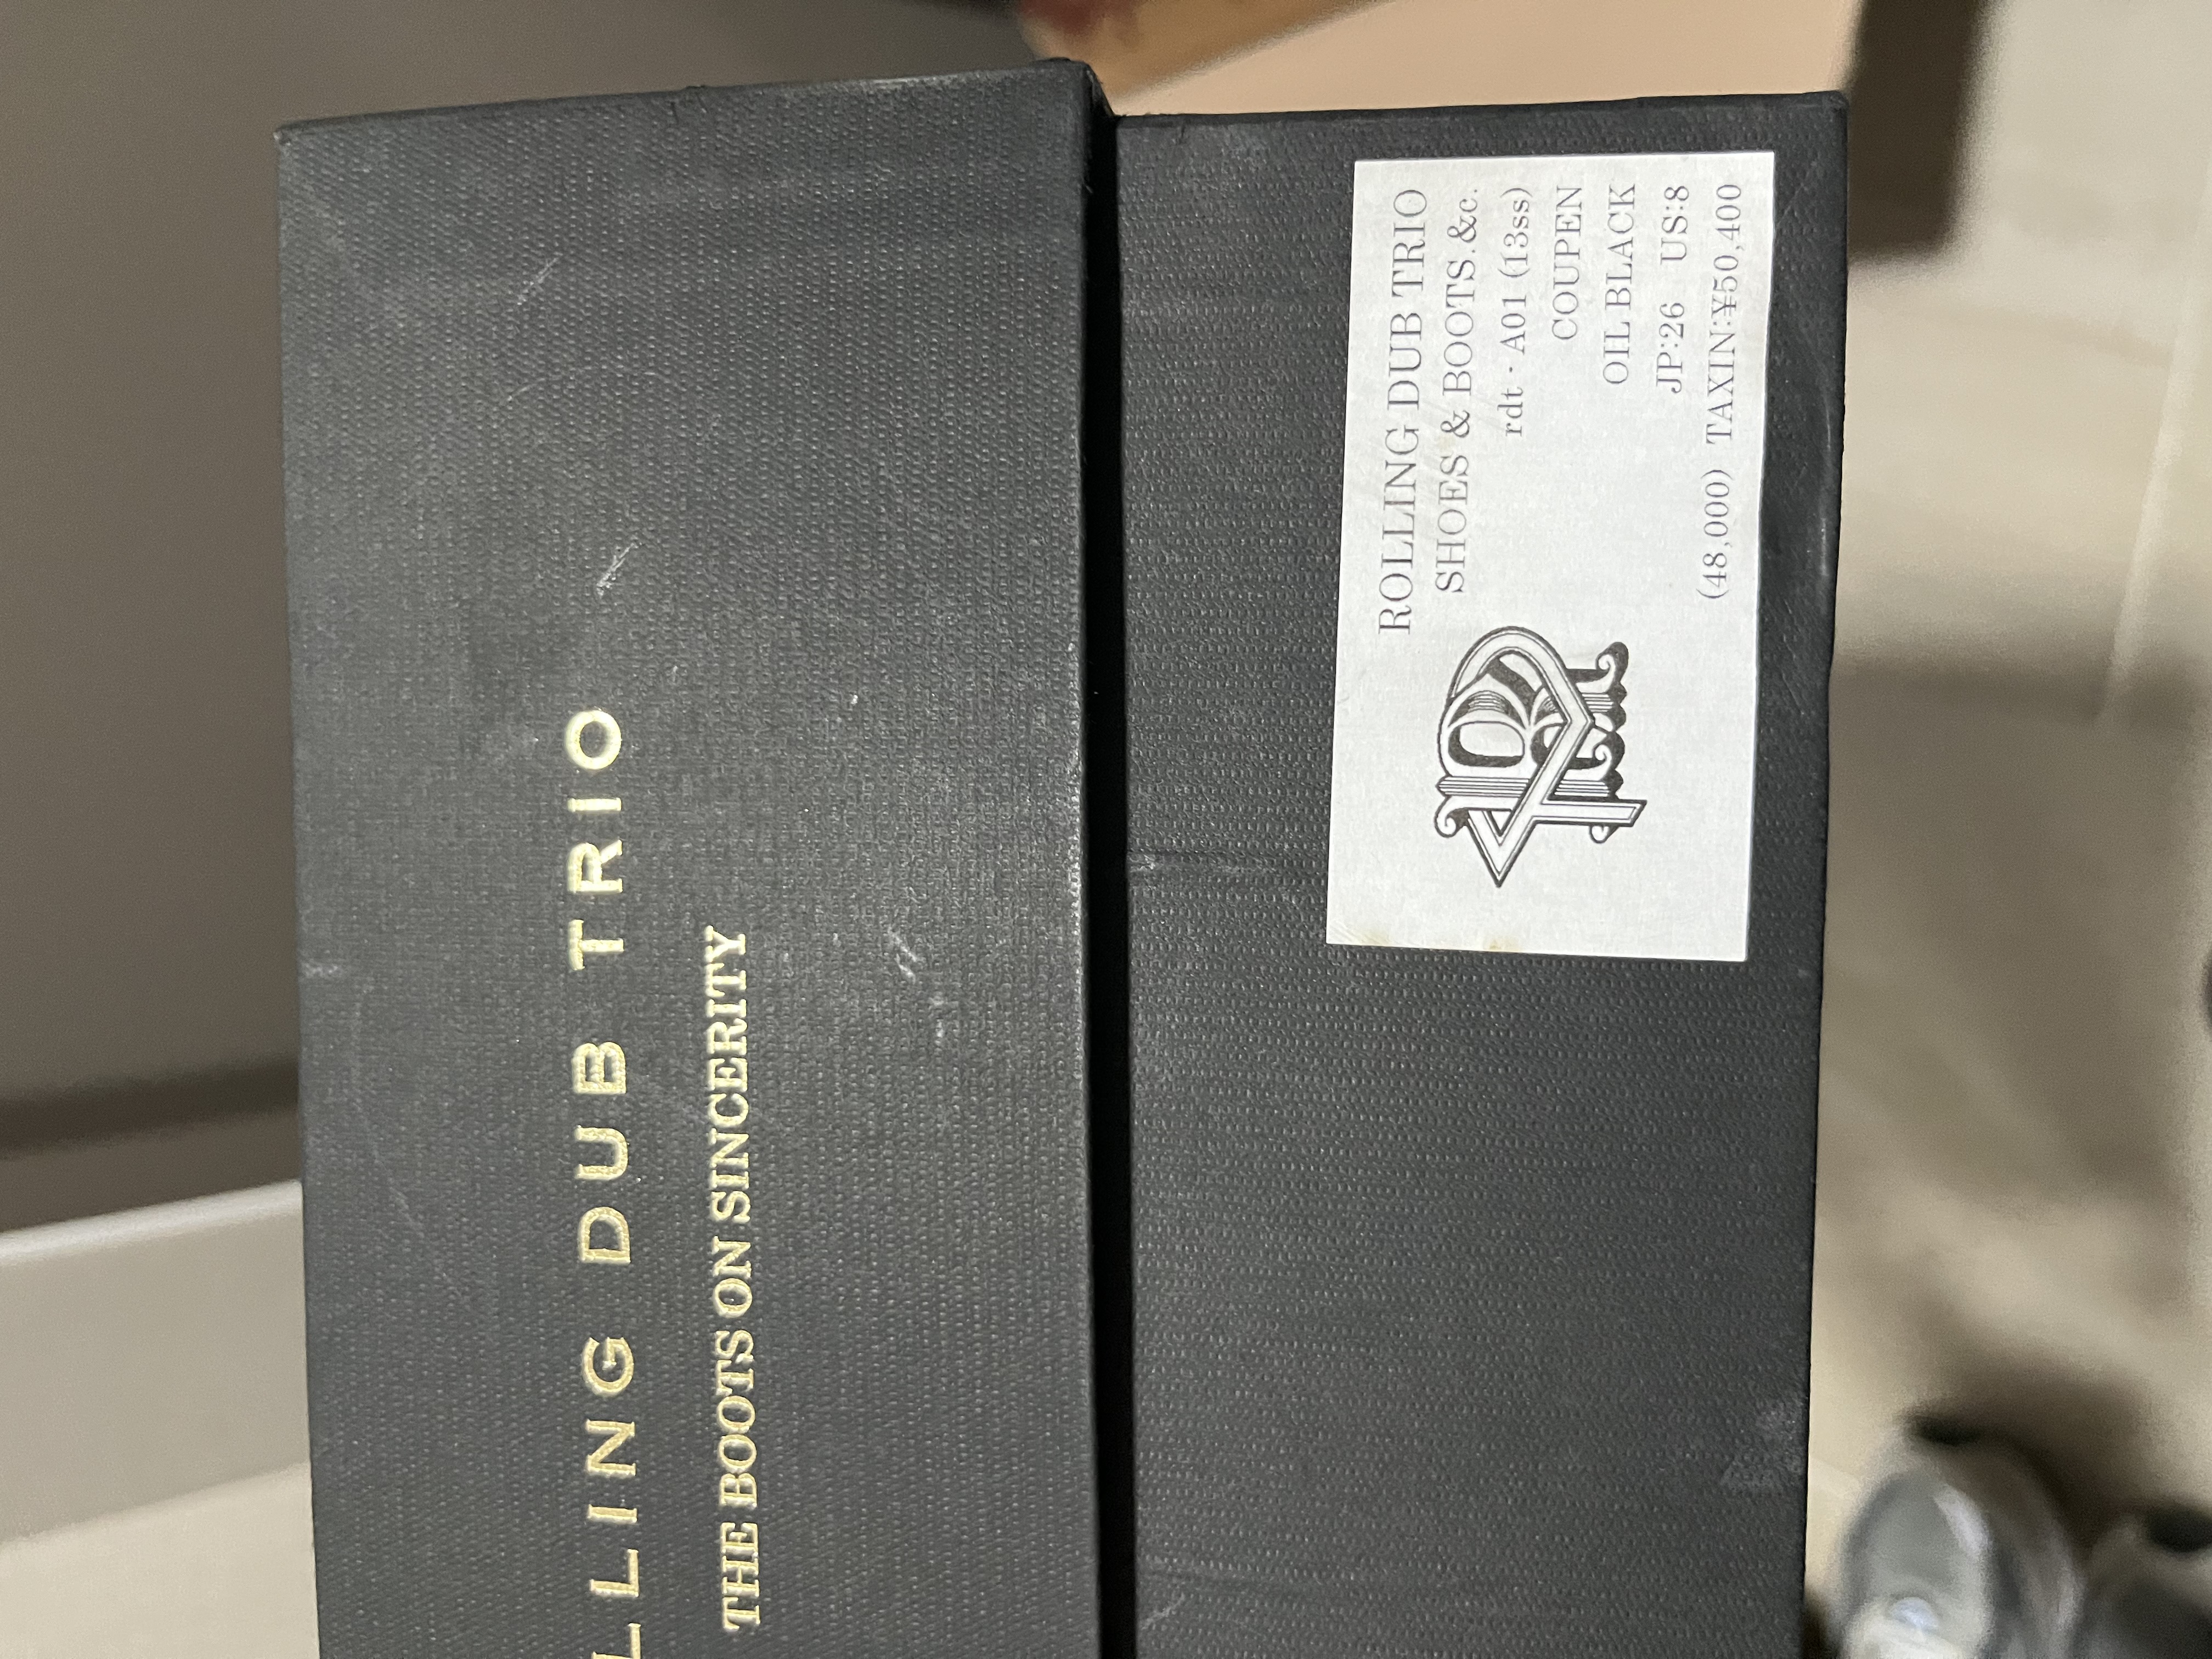 LLING DUB TRIO
THE BOOTS ON SINCERITY
ROLLING DUB TRIO
SHOES & BOOTS.&c.
rdt - A01 (13ss)
COUPEN
OIL BLACK
JP:26 US:8
(48,000) TAXIN:¥50,400